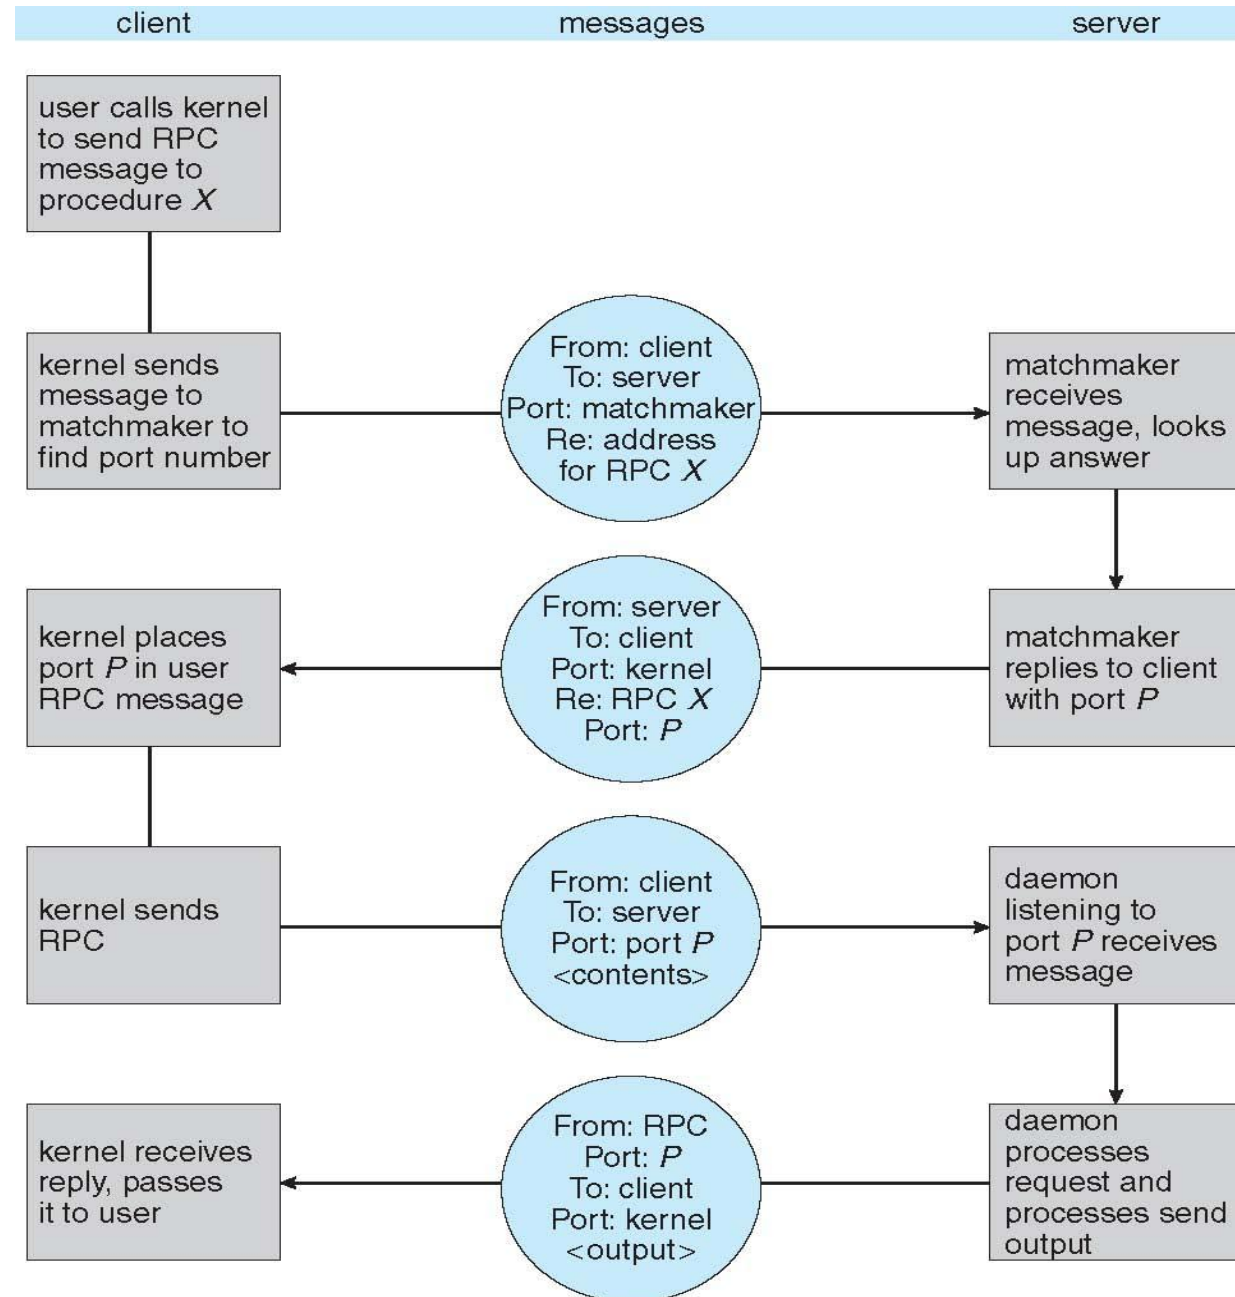 client
messages
server
user calls kernel
to send RPC
message to
procedure X
kernel sends
message to
matchmaker to
find port number
From: client
To: server
Port: matchmaker
Re: address
for RPC X
matchmaker
receives
message, looks
up answer
kernel places
port P in user
RPC message
From: server
To: client
Port: kernel
Re: RPC X
Port: P
matchmaker
replies to client
with port P
kernel sends
RPC
From: client
To: server
Port: port P
<contents>
daemon
listening to
port P receives
message
kernel receives
reply, passes
it to user
From: RPC
Port: P
To: client
Port: kernel
<output>
daemon
processes
request and
processes send
output